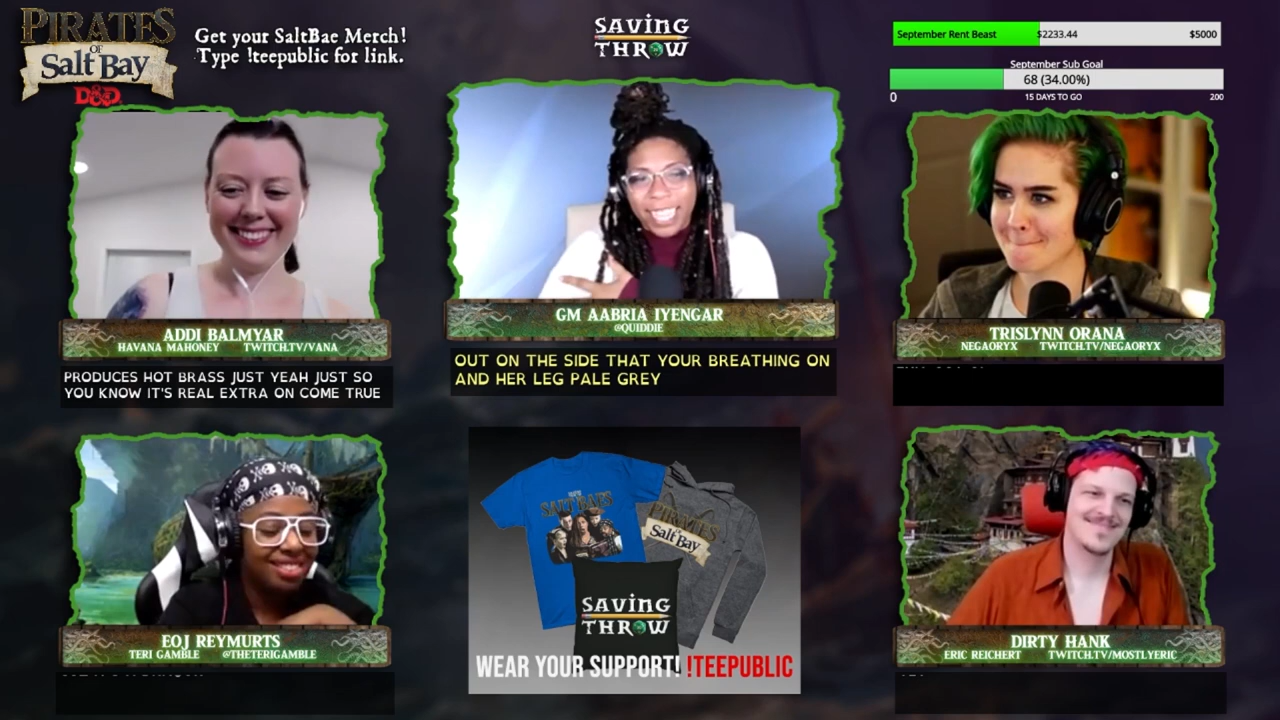 PIRATES
OF
Salt Bay
D&D
Get your SaltBae Merch!
Type !teepublic for link.
SAVING
THROW
September Rent Beast $2233.44 $5000
September Sub Goal
68 (34.00%)
0 15 DAYS TO GO 200
ADDI BALMYAR
HAVANA MAHONEY TWITCH.TV/VANA
PRODUCES HOT BRASS JUST YEAH JUST SO
YOU KNOW IT'S REAL EXTRA ON COME TRUE
GM AABRIA IYENGAR
@QUIDDIE
OUT ON THE SIDE THAT YOUR BREATHING ON
AND HER LEG PALE GREY
TRISLYNN ORANA
NEGAORYX TWITCH.TV/NEGAORYX
EOJ REYMURTS
TERI GAMBLE @THETERIGAMBLE
SALT BAES
PIRATES
OF
Salt Bay
SAVING
THROW
WEAR YOUR SUPPORT! !TEEPUBLIC
DIRTY HANK
ERIC REICHERT TWITCH.TV/MOSTLYERIC